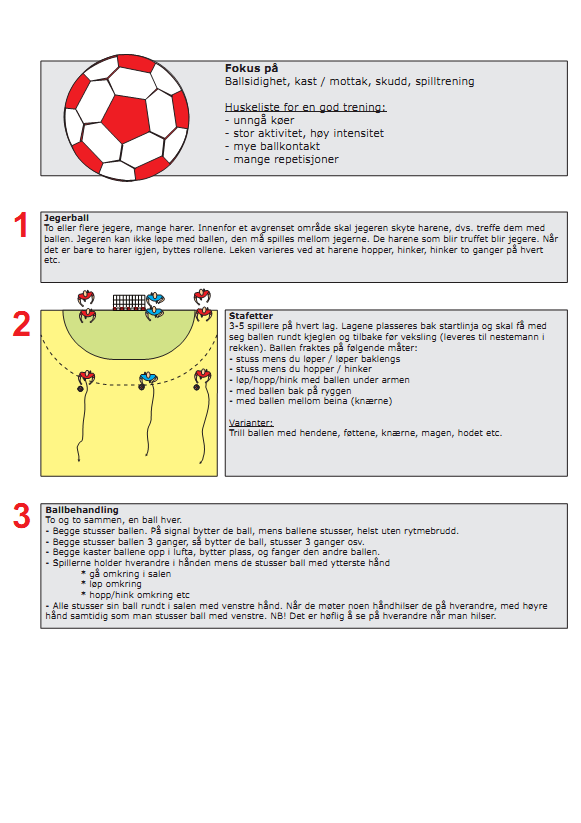 Fokus på
Ballsidighet, kast / mottak, skudd, spilltrening
Huskeliste for en god trening:
- unngå køer
- stor aktivitet, høy intensitet
- mye ballkontakt
- mange repetisjoner
1
Jegerball
To eller flere jegere, mange harer. Innenfor et avgrenset område skal jegeren skyte harene, dvs. treffe dem med
ballen. Jegeren kan ikke løpe med ballen, den må spilles mellom jegerne. De harene som blir truffet blir jegere. Når
det er bare to harer igjen, byttes rollene. Leken varieres ved at harene hopper, hinker, hinker to ganger på hvert
etc.
2
Stafetter
3-5 spillere på hvert lag. Lagene plasseres bak startlinja og skal få med
seg ballen rundt kjeglen og tilbake før veksling (leveres til nestemann i
rekken). Ballen fraktes på følgende måter:
- stuss mens du løper / løper baklengs
- stuss mens du hopper / hinker
- løp/hopp/hink med ballen under armen
- med ballen bak på ryggen
- med ballen mellom beina (knærne)
Varianter:
Trill ballen med hendene, føttene, knærne, magen, hodet etc.
3
Ballbehandling
To og to sammen, en ball hver.
- Begge stusser ballen. På signal bytter de ball, mens ballene stusser, helst uten rytmebrudd.
- Begge stusser ballen 3 ganger, så bytter de ball, stusser 3 ganger osv.
- Begge kaster ballene opp i lufta, bytter plass, og fanger den andre ballen.
- Spillerne holder hverandre i hånden mens de stusser ball med ytterste hånd
* gå omkring i salen
* løp omkring
* hopp/hink omkring etc
- Alle stusser sin ball rundt i salen med venstre hånd. Når de møter noen håndhilser de på hverandre, med høyre
hånd samtidig som man stusser ball med venstre. NB! Det er høflig å se på hverandre når man hilser.